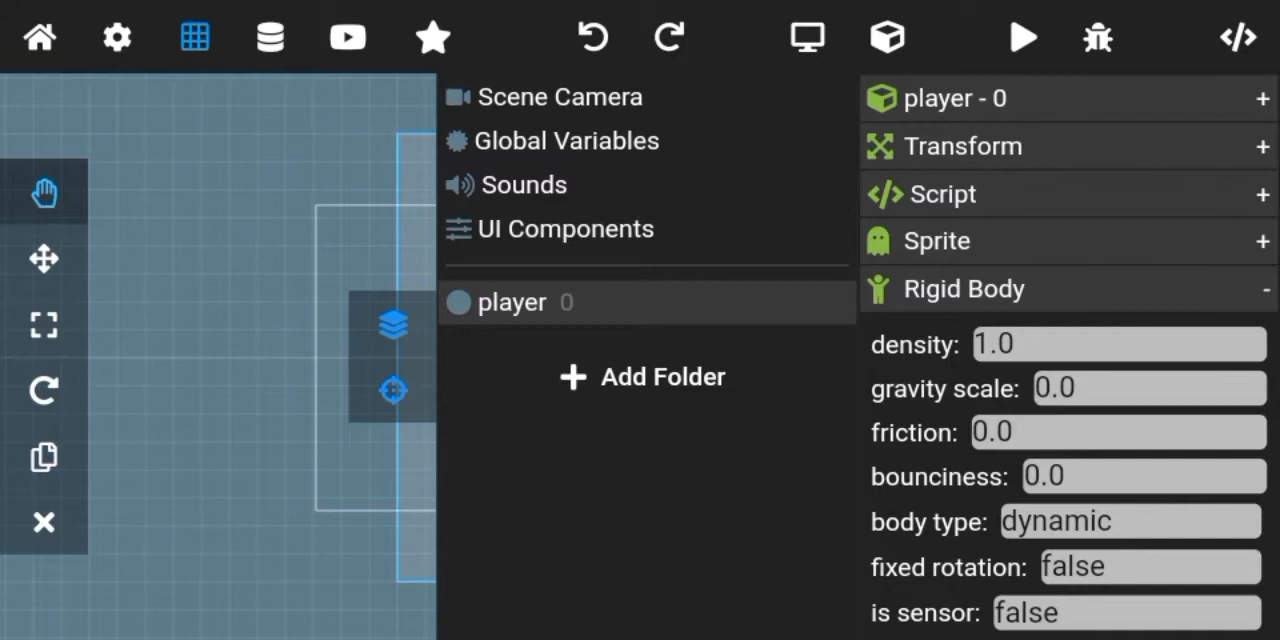 Scene Camera
Global Variables
Sounds
UI Components
player 0
Add Folder
player - 0 +
Transform +
Script +
Sprite +
Rigid Body -
density: 1.0
gravity scale: 0.0
friction: 0.0
bounciness: 0.0
body type: dynamic
fixed rotation: false
is sensor: false